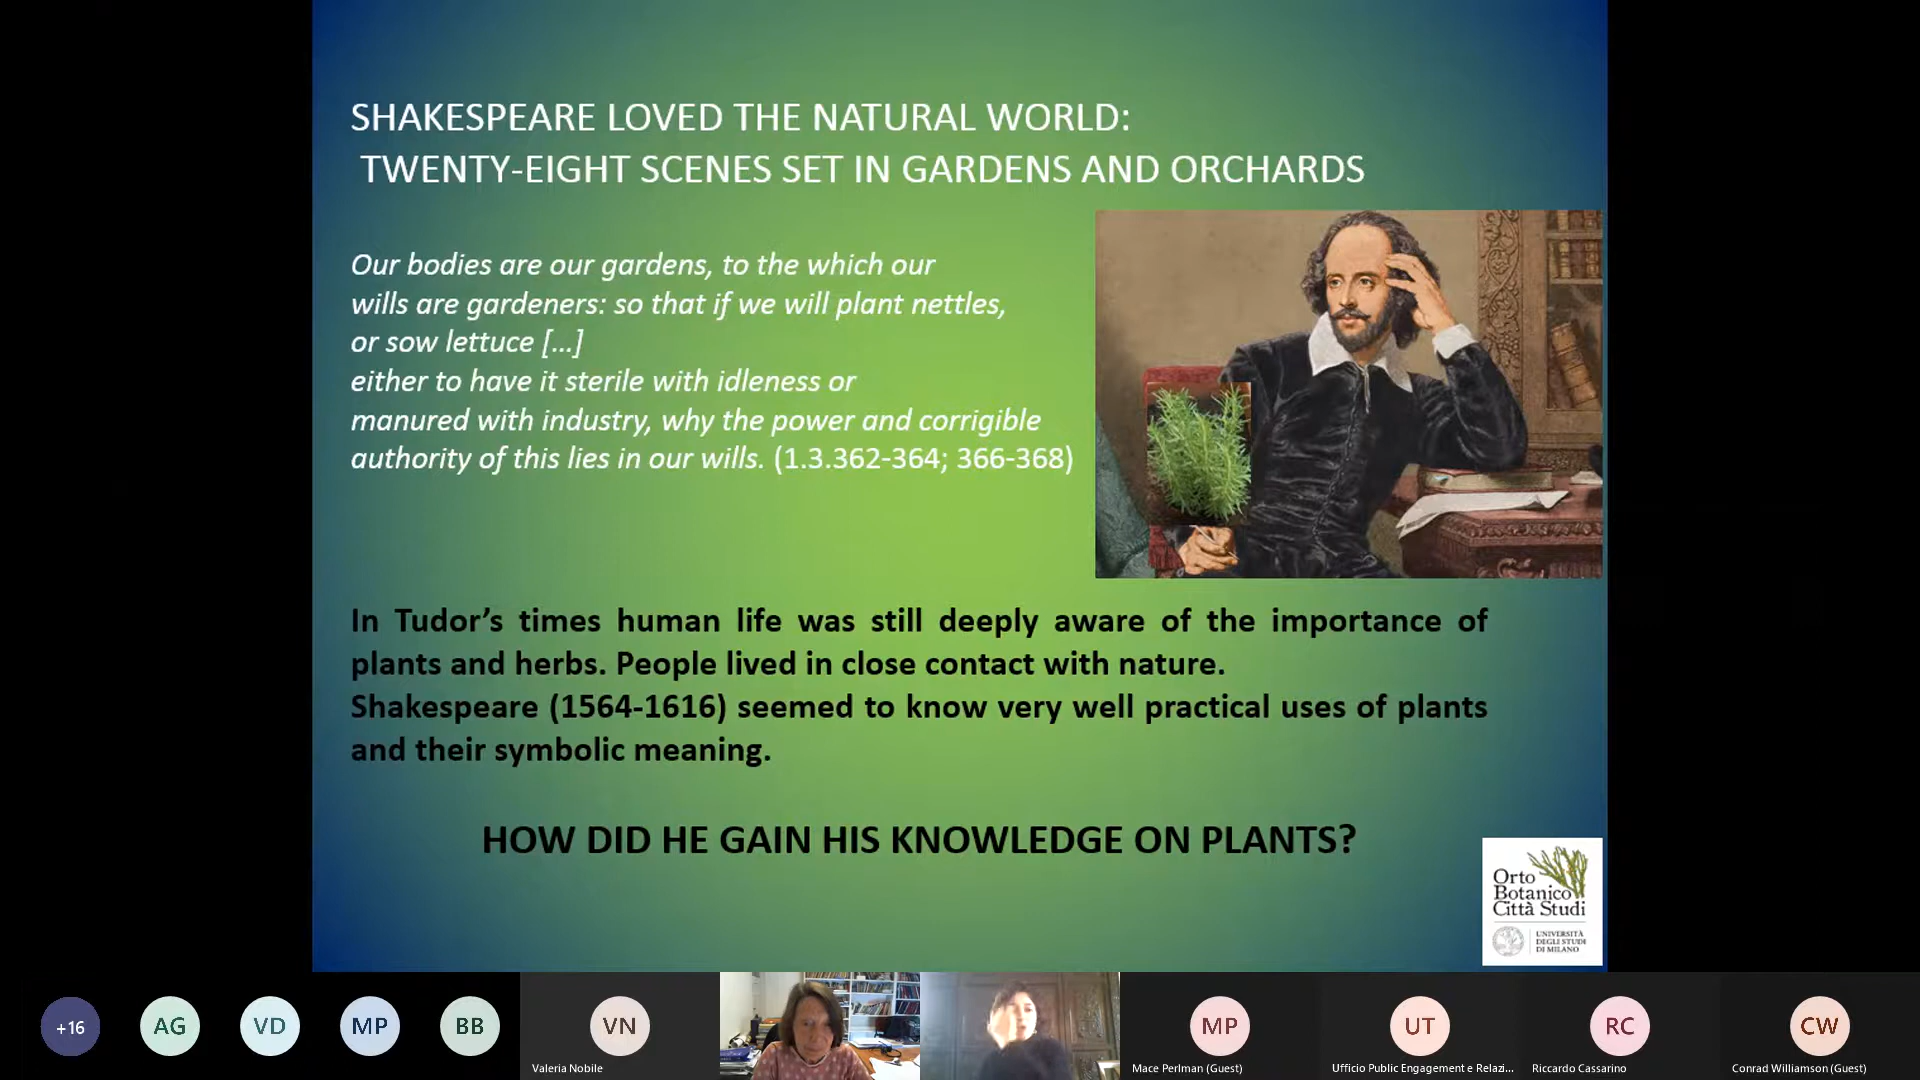 SHAKESPEARE LOVED THE NATURAL WORLD:
TWENTY-EIGHT SCENES SET IN GARDENS AND ORCHARDS
Our bodies are our gardens, to the which our
wills are gardeners: so that if we will plant nettles,
or sow lettuce […]
either to have it sterile with idleness or
manured with industry, why the power and corrigible
authority of this lies in our wills. (1.3.362-364; 366-368)
In Tudor’s times human life was still deeply aware of the importance of
plants and herbs. People lived in close contact with nature.
Shakespeare (1564-1616) seemed to know very well practical uses of plants
and their symbolic meaning.
HOW DID HE GAIN HIS KNOWLEDGE ON PLANTS?
Orto
Botanico
Città Studi
UNIVERSITÀ
DEGLI STUDI
DI MILANO
+16
AG
VD
MP
BB
VN
Valeria Nobile
MP
Mace Perlman (Guest)
UT
Ufficio Public Engagement e Relazi...
RC
Riccardo Cassarino
CW
Conrad Williamson (Guest)